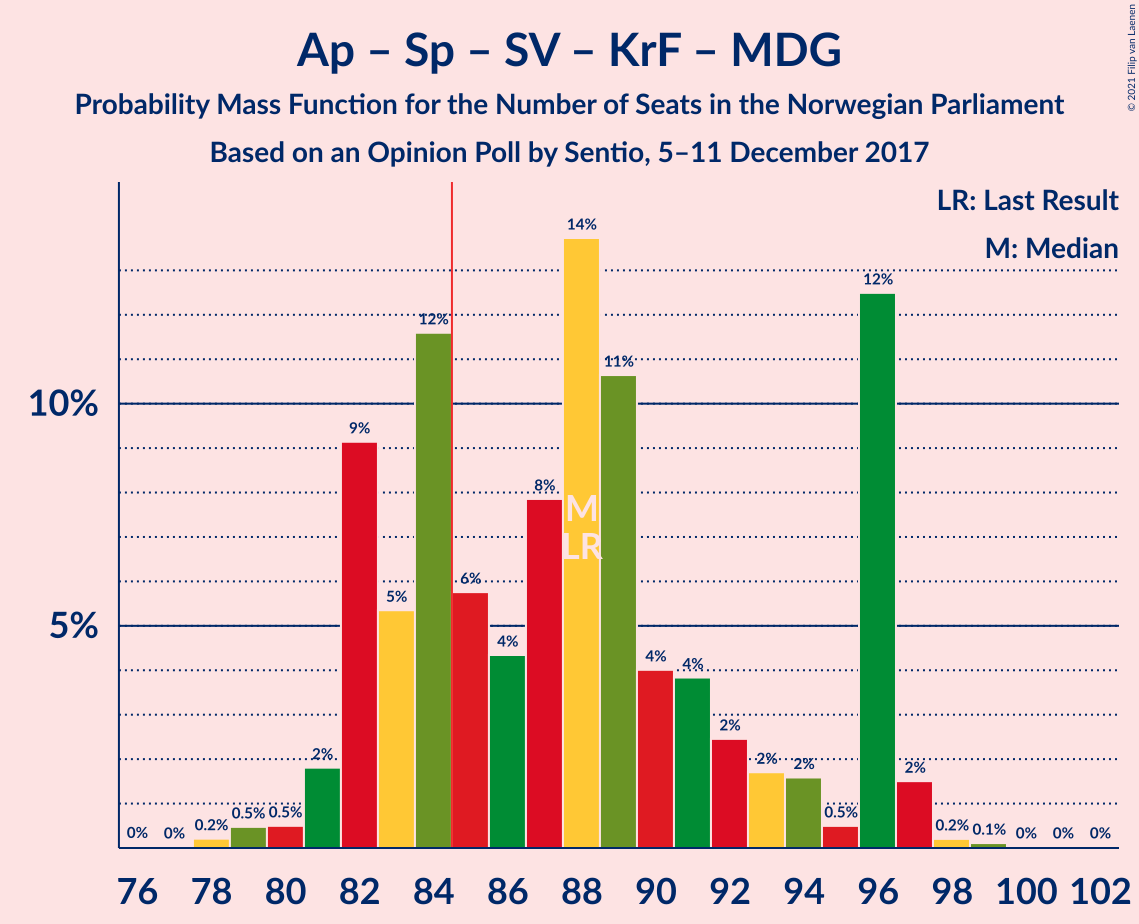 Ap – Sp – SV – KrF – MDG
Probability Mass Function for the Number of Seats in the Norwegian Parliament
Based on an Opinion Poll by Sentio, 5–11 December 2017
© 2021 Filip van Laenen
LR: Last Result
M: Median
10%
5%
0% 0% 0.2% 0.5% 0.5% 2% 9% 5% 12% 6% 4% 8% 14% 11% 4% 4% 2% 2% 2% 0.5% 12% 2% 0.2% 0.1% 0% 0% 0%
M
LR
76 78 80 82 84 86 88 90 92 94 96 98 100 102